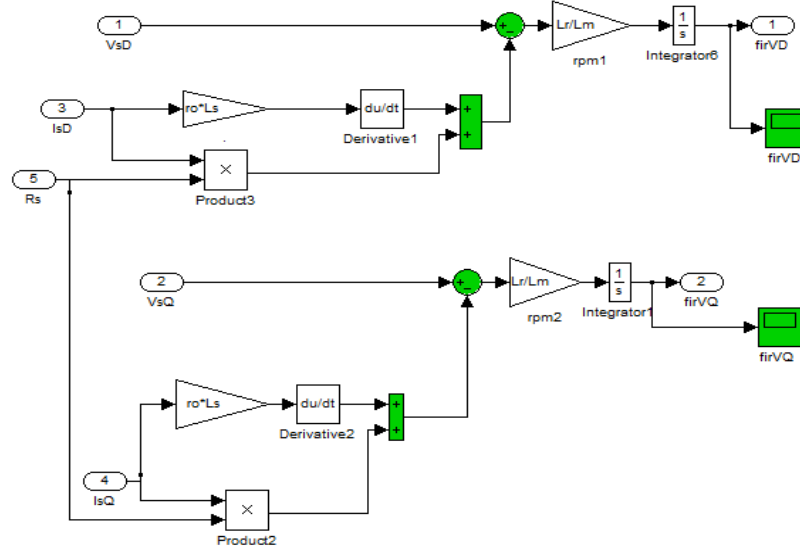 1
VsD
+
-
Lr/Lm
rpm1
1
s
Integrator6
1
firVD
firVD
3
IsD
ro*Ls
du/dt
Derivative1
+
+
5
Rs
×
Product3
2
VsQ
+
-
Lr/Lm
rpm2
1
s
Integrator1
2
firVQ
firVQ
ro*Ls
du/dt
Derivative2
+
+
4
IsQ
×
Product2